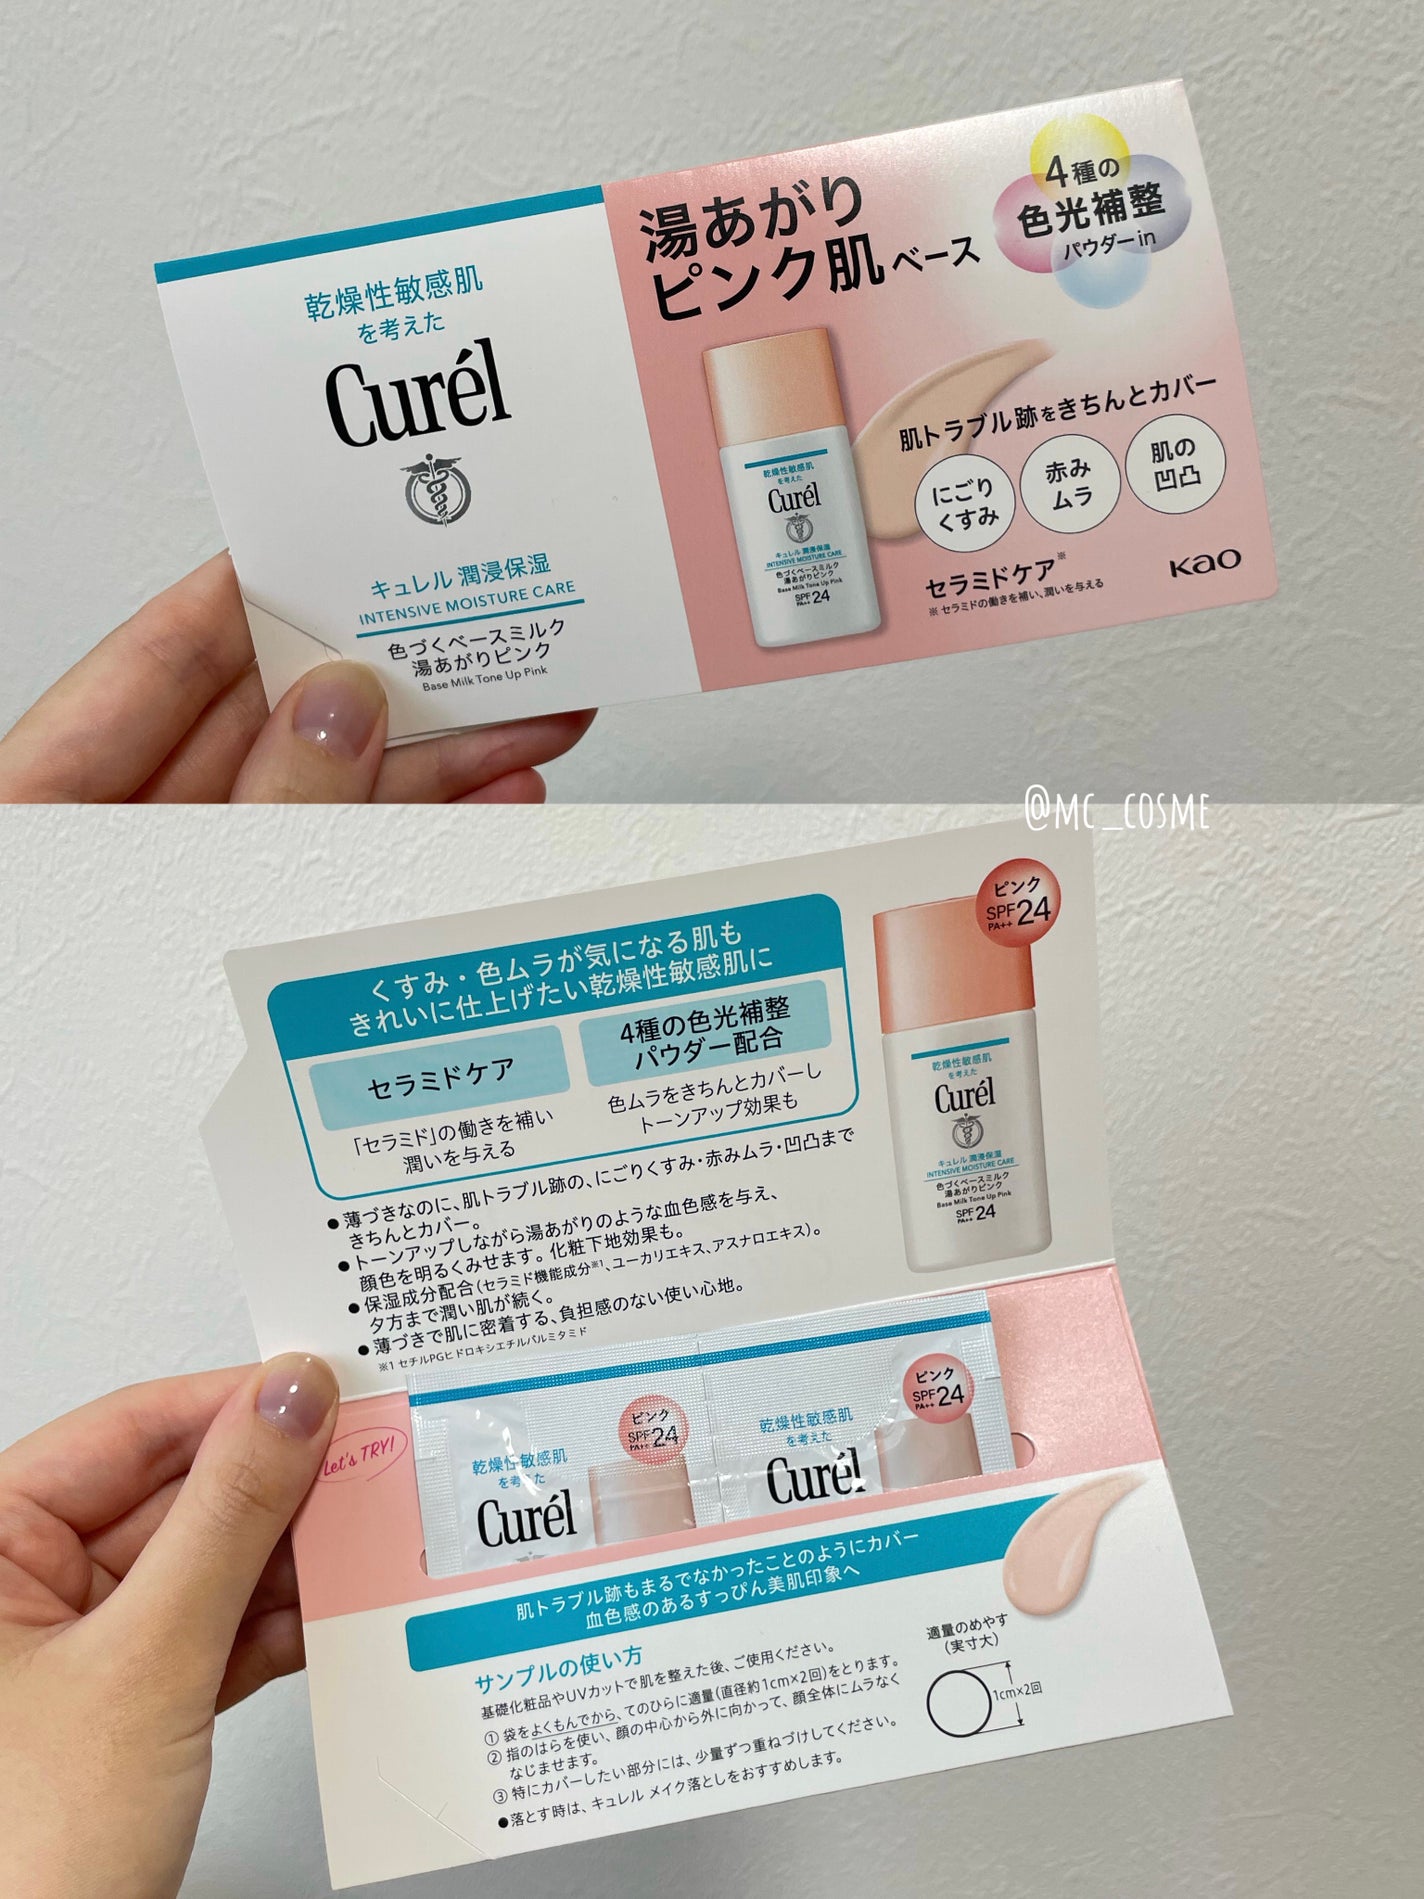 乾燥性敏感肌
を考えた
Curél
キュレル 潤浸保湿
INTENSIVE MOISTURE CARE
色づくベースミルク
湯あがりピンク
Base Milk Tone Up Pink
湯あがり
ピンク肌ベース
4種の
色光補整
パウダーin
乾燥性敏感肌
を考えた
Curél
キュレル 潤浸保湿
INTENSIVE MOISTURE CARE
色づくベースミルク
湯あがりピンク
Base Milk Tone Up Pink
SPF 24
PA++
肌トラブル跡をきちんとカバー
にごり
くすみ
赤み
ムラ
肌の
凹凸
セラミドケア※
※ セラミドの働きを補い、潤いを与える
Kao
@mc_cosme
くすみ・色ムラが気になる肌も
きれいに仕上げたい乾燥性敏感肌に
セラミドケア
「セラミド」の働きを補い
潤いを与える
4種の色光補整
パウダー配合
色ムラをきちんとカバーし
トーンアップ効果も
ピンク
SPF 24
PA++
乾燥性敏感肌
を考えた
Curél
キュレル 潤浸保湿
INTENSIVE MOISTURE CARE
色づくベースミルク
湯あがりピンク
Base Milk Tone Up Pink
SPF 24
PA++
●薄づきなのに、肌トラブル跡の、にごりくすみ・赤みムラ・凹凸まで
きちんとカバー。
●トーンアップしながら湯あがりのような血色感を与え、
顔色を明るくみせます。化粧下地効果も。
●保湿成分配合(セラミド機能成分※1、ユーカリエキス、アスナロエキス)。
夕方まで潤い肌が続く。
●薄づきで肌に密着する、負担感のない使い心地。
※1 セチルPGヒドロキシエチルパルミタミド
Let's TRY!
ピンク
SPF 24
PA++
乾燥性敏感肌
を考えた
Curél
ピンク
SPF 24
PA++
乾燥性敏感肌
を考えた
Curél
肌トラブル跡もまるでなかったことのようにカバー
血色感のあるすっぴん美肌印象へ
サンプルの使い方
基礎化粧品やUVカットで肌を整えた後、ご使用ください。
① 袋をよくもんでから、てのひらに適量(直径約1cm×2回)をとります。
② 指のはらを使い、顔の中心から外に向かって、顔全体にムラなく
なじませます。
③ 特にカバーしたい部分には、少量ずつ重ねづけしてください。
●落とす時は、キュレル メイク落としをおすすめします。
適量のめやす
(実寸大)
1cm×2回